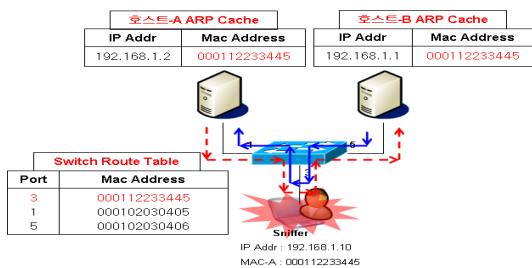 호스트-A ARP Cache
IP Addr Mac Address
192.168.1.2 000112233445
호스트-B ARP Cache
IP Addr Mac Address
192.168.1.1 000112233445
1 5
Switch Route Table
Port Mac Address
3 000112233445
1 000102030405
5 000102030406
Sniffer
IP Addr : 192.168.1.10
MAC-A : 000112233445